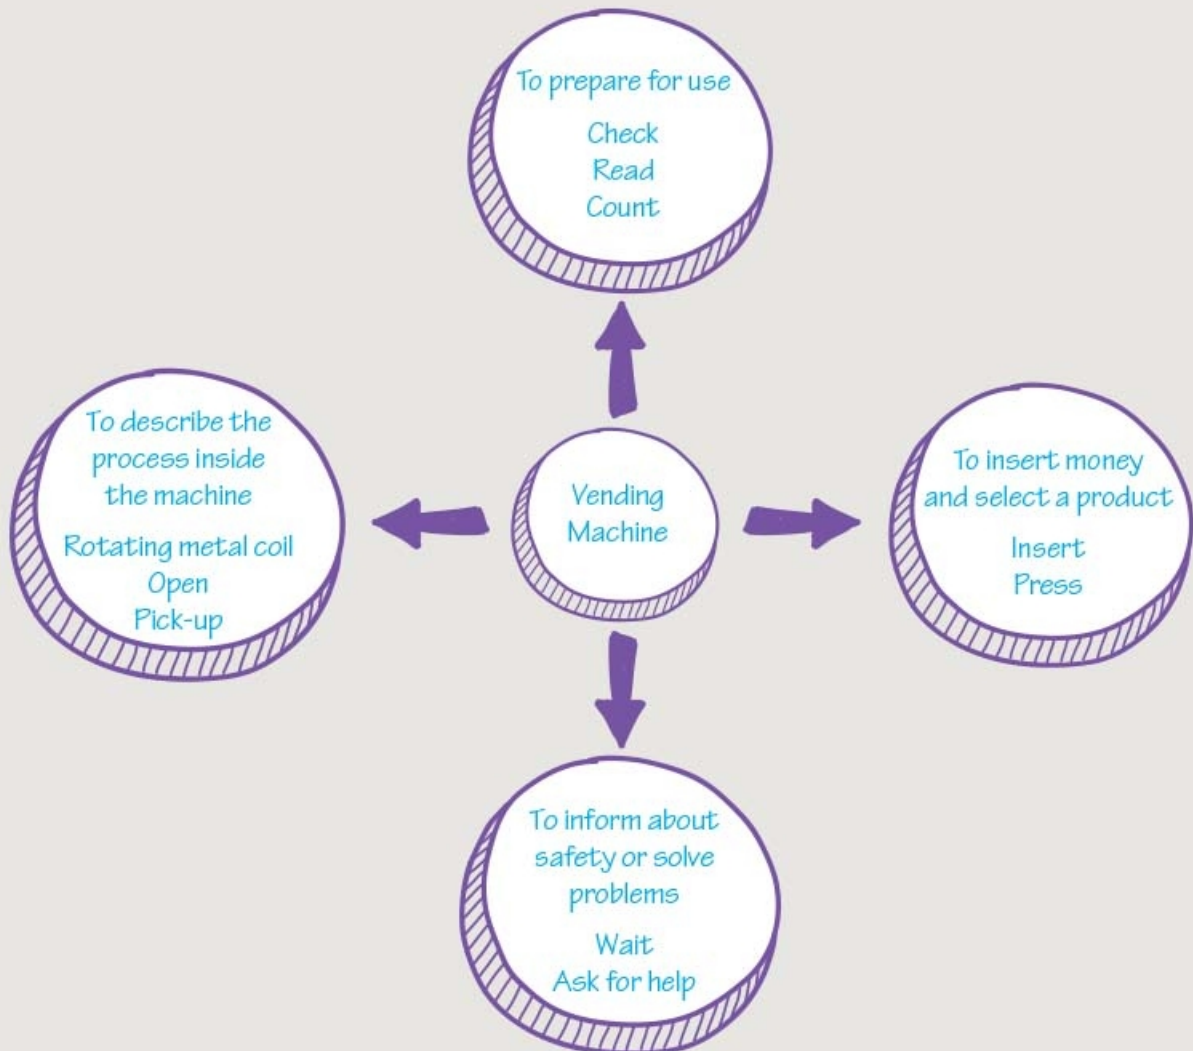 To prepare for use
Check
Read
Count
To describe the
process inside
the machine
Rotating metal coil
Open
Pick-up
Vending
Machine
To insert money
and select a product
Insert
Press
To inform about
safety or solve
problems
Wait
Ask for help